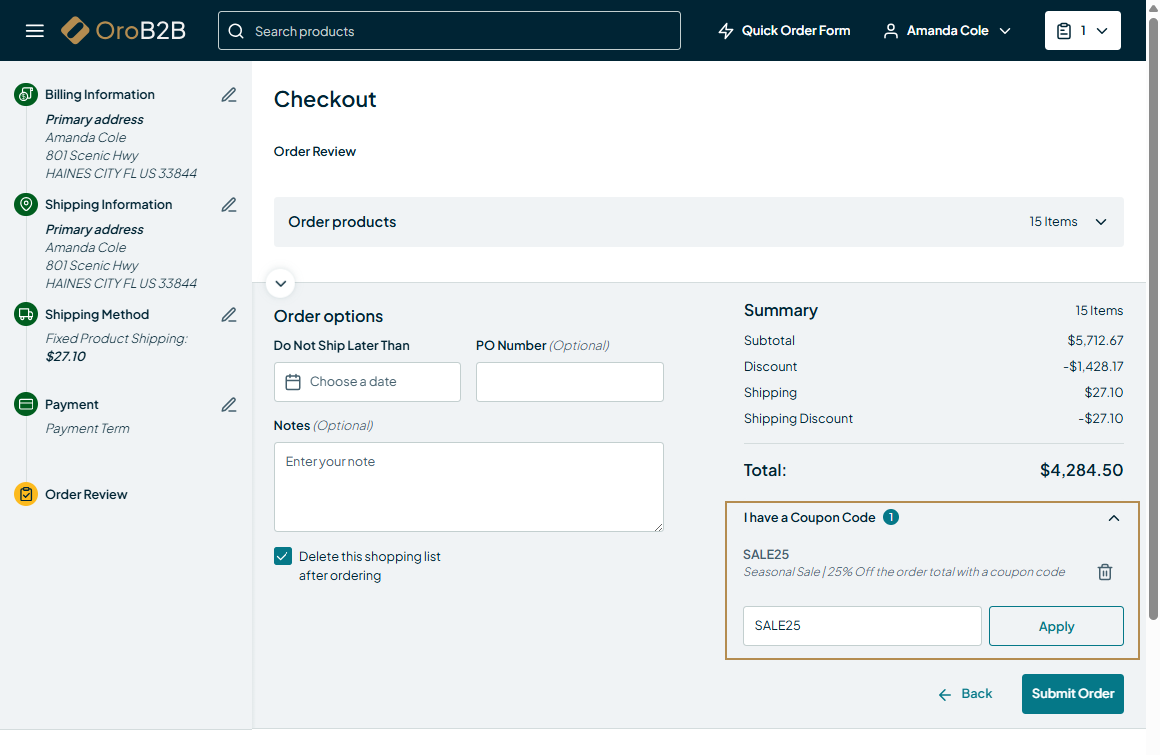 OroB2B
Search products
Quick Order Form
Amanda Cole
1
Billing Information
Primary address
Amanda Cole
801 Scenic Hwy
HAINES CITY FL US 33844
Shipping Information
Primary address
Amanda Cole
801 Scenic Hwy
HAINES CITY FL US 33844
Shipping Method
Fixed Product Shipping:
$27.10
Payment
Payment Term
Order Review
Checkout
Order Review
Order products
15 Items
Order options
Do Not Ship Later Than
PO Number (Optional)
Choose a date
Notes (Optional)
Enter your note
Delete this shopping list
after ordering
Summary 15 Items
Subtotal $5,712.67
Discount -$1,428.17
Shipping $27.10
Shipping Discount -$27.10
Total: $4,284.50
I have a Coupon Code 1
SALE25
Seasonal Sale | 25% Off the order total with a coupon code
SALE25
Apply
Back
Submit Order